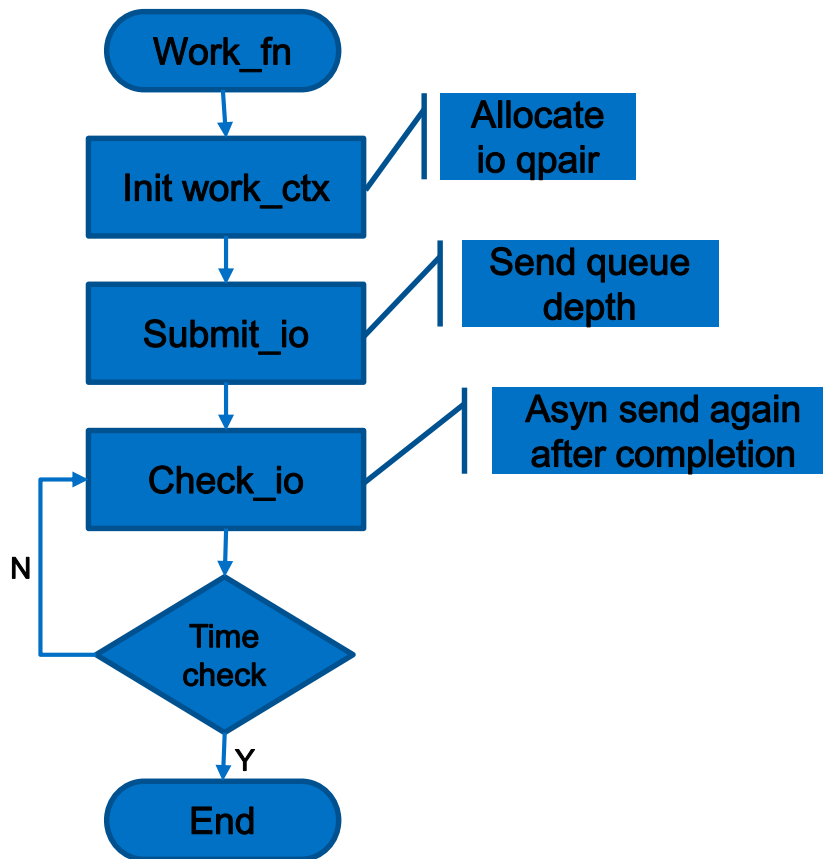 Work_fn
Allocate
io qpair
Init work_ctx
Send queue
depth
Submit_io
Asyn send again
after completion
Check_io
N
Time
check
Y
End